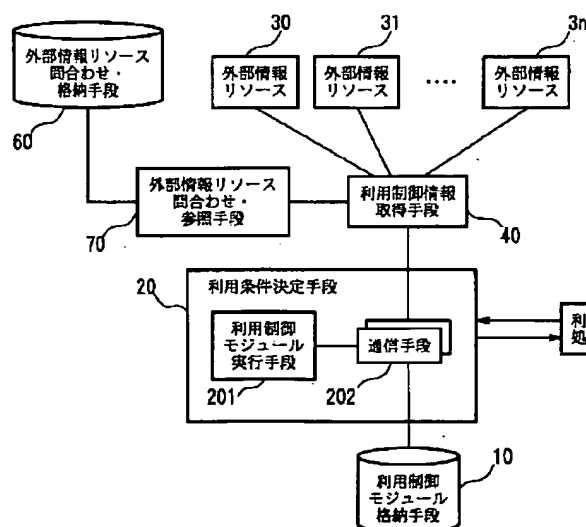 30
31
3n
外部情報リソース
問合わせ・
格納手段
60
外部情報
リソース
外部情報
リソース
....
外部情報
リソース
外部情報リソース
問合わせ・
参照手段
70
利用制御情報
取得手段
40
20
利用条件決定手段
利用制御
モジュール
実行手段
201
通信手段
202
利
処
10
利用制御
モジュール
格納手段